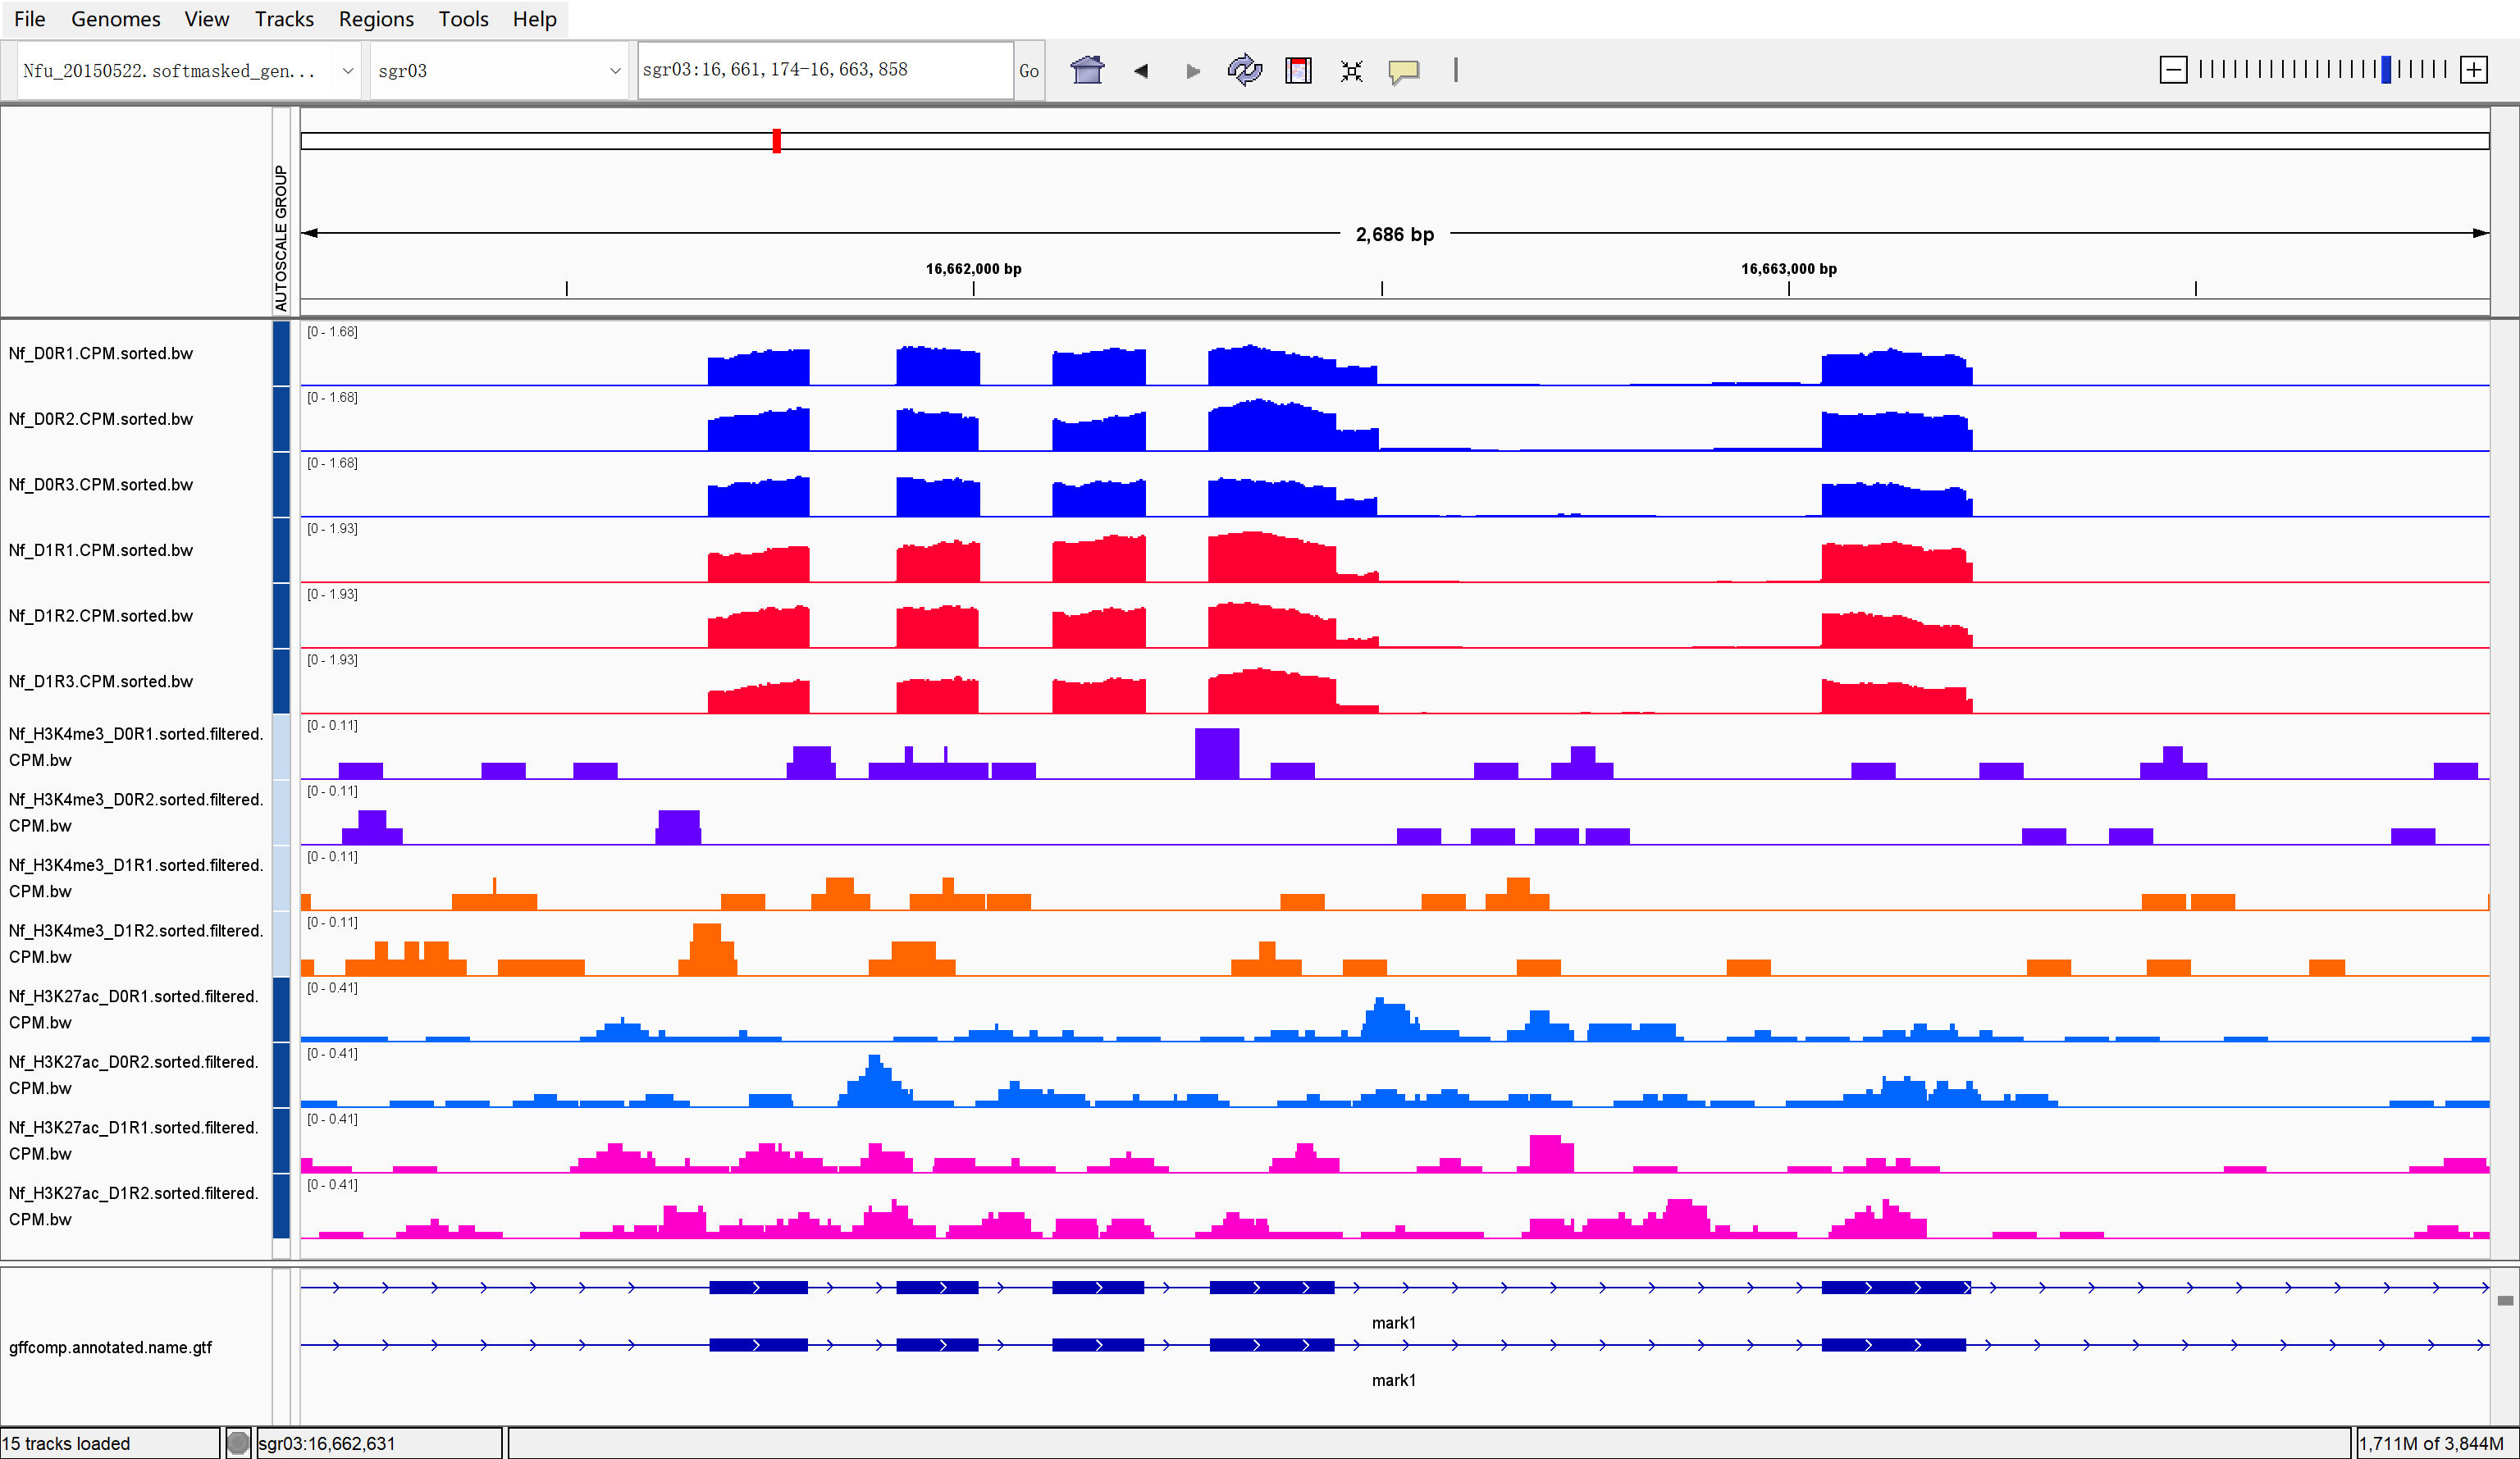 File Genomes View Tracks Regions Tools Help
Nfu_20150522.softmasked_gen... sgr03 sgr03:16,661,174-16,663,858 Go
AUTOSCALE GROUP
2,686 bp
16,662,000 bp 16,663,000 bp
[0 - 1.68]
Nf_D0R1.CPM.sorted.bw
[0 - 1.68]
Nf_D0R2.CPM.sorted.bw
[0 - 1.68]
Nf_D0R3.CPM.sorted.bw
[0 - 1.93]
Nf_D1R1.CPM.sorted.bw
[0 - 1.93]
Nf_D1R2.CPM.sorted.bw
[0 - 1.93]
Nf_D1R3.CPM.sorted.bw
[0 - 0.11]
Nf_H3K4me3_D0R1.sorted.filtered.
CPM.bw
[0 - 0.11]
Nf_H3K4me3_D0R2.sorted.filtered.
CPM.bw
[0 - 0.11]
Nf_H3K4me3_D1R1.sorted.filtered.
CPM.bw
[0 - 0.11]
Nf_H3K4me3_D1R2.sorted.filtered.
CPM.bw
[0 - 0.41]
Nf_H3K27ac_D0R1.sorted.filtered.
CPM.bw
[0 - 0.41]
Nf_H3K27ac_D0R2.sorted.filtered.
CPM.bw
[0 - 0.41]
Nf_H3K27ac_D1R1.sorted.filtered.
CPM.bw
[0 - 0.41]
Nf_H3K27ac_D1R2.sorted.filtered.
CPM.bw
mark1
gffcomp.annotated.name.gtf
mark1
15 tracks loaded sgr03:16,662,631 1,711M of 3,844M